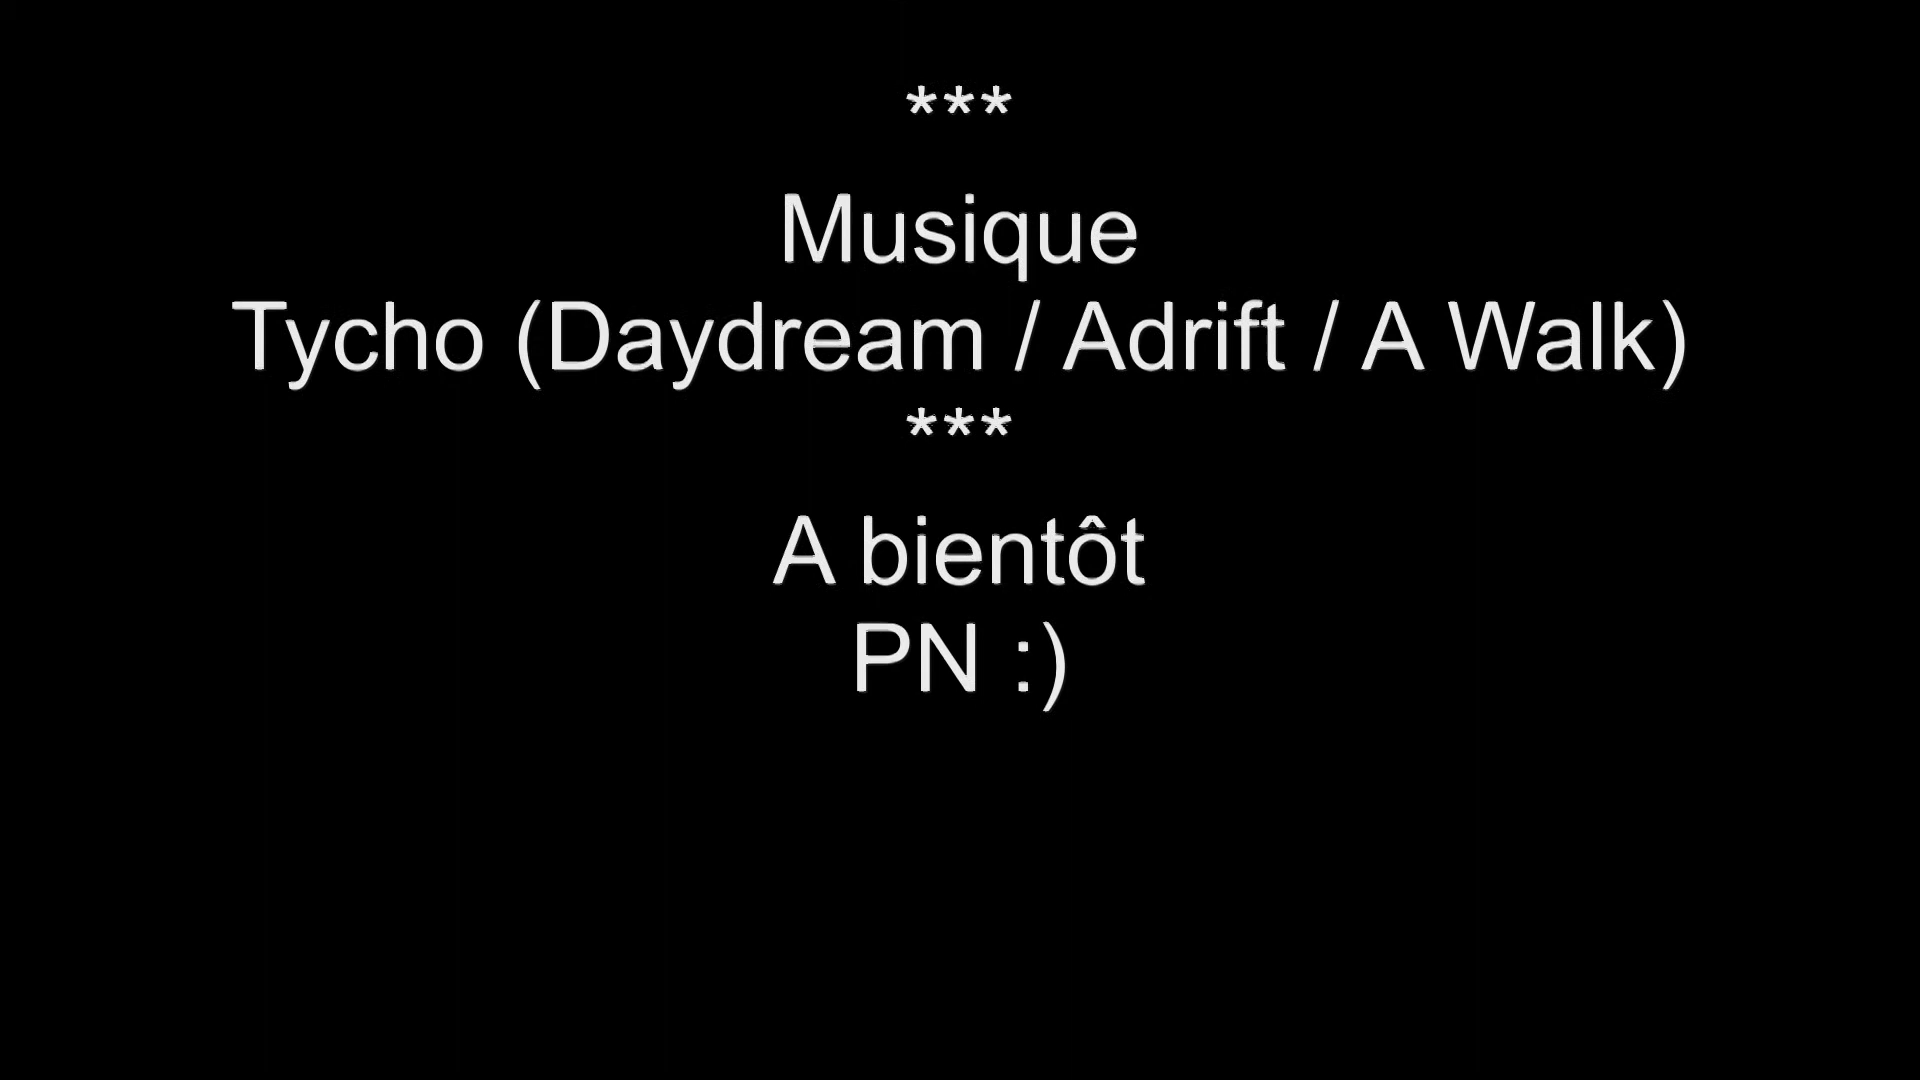 ***
Musique
Tycho (Daydream / Adrift / A Walk)
***
A bientôt
PN :)